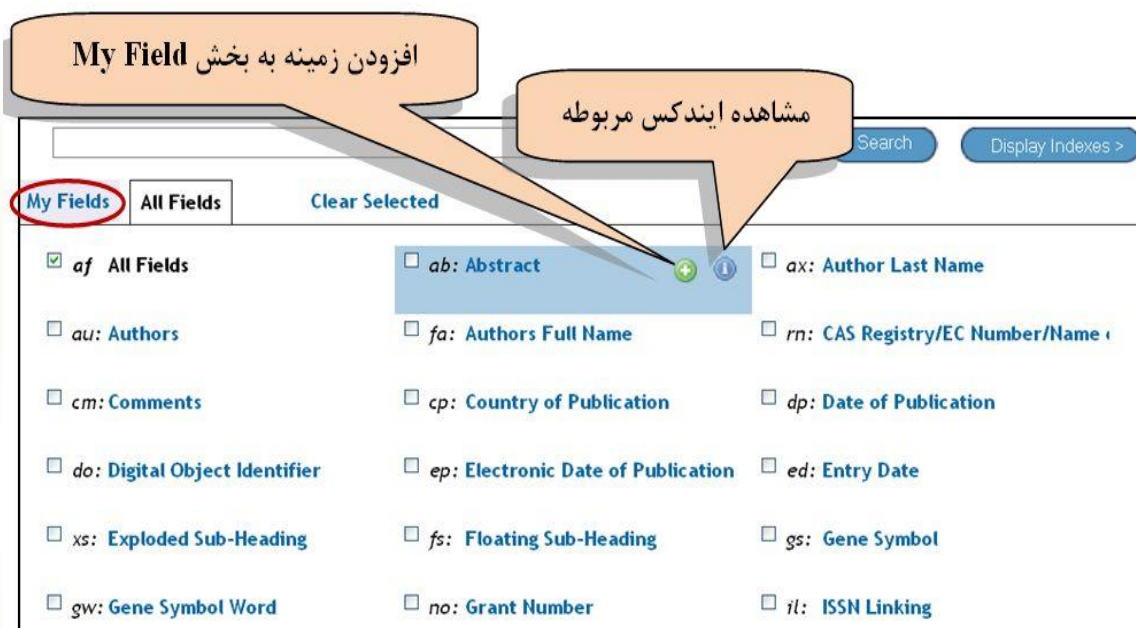 افزودن زمینه به بخش My Field
مشاهده ایندکس مربوطه
Search Display Indexes >
My Fields All Fields Clear Selected
af All Fields ab: Abstract ax: Author Last Name
au: Authors fa: Authors Full Name rn: CAS Registry/EC Number/Name
cm: Comments cp: Country of Publication dp: Date of Publication
do: Digital Object Identifier ep: Electronic Date of Publication ed: Entry Date
xs: Exploded Sub-Heading fs: Floating Sub-Heading gs: Gene Symbol
gw: Gene Symbol Word no: Grant Number il: ISSN Linking